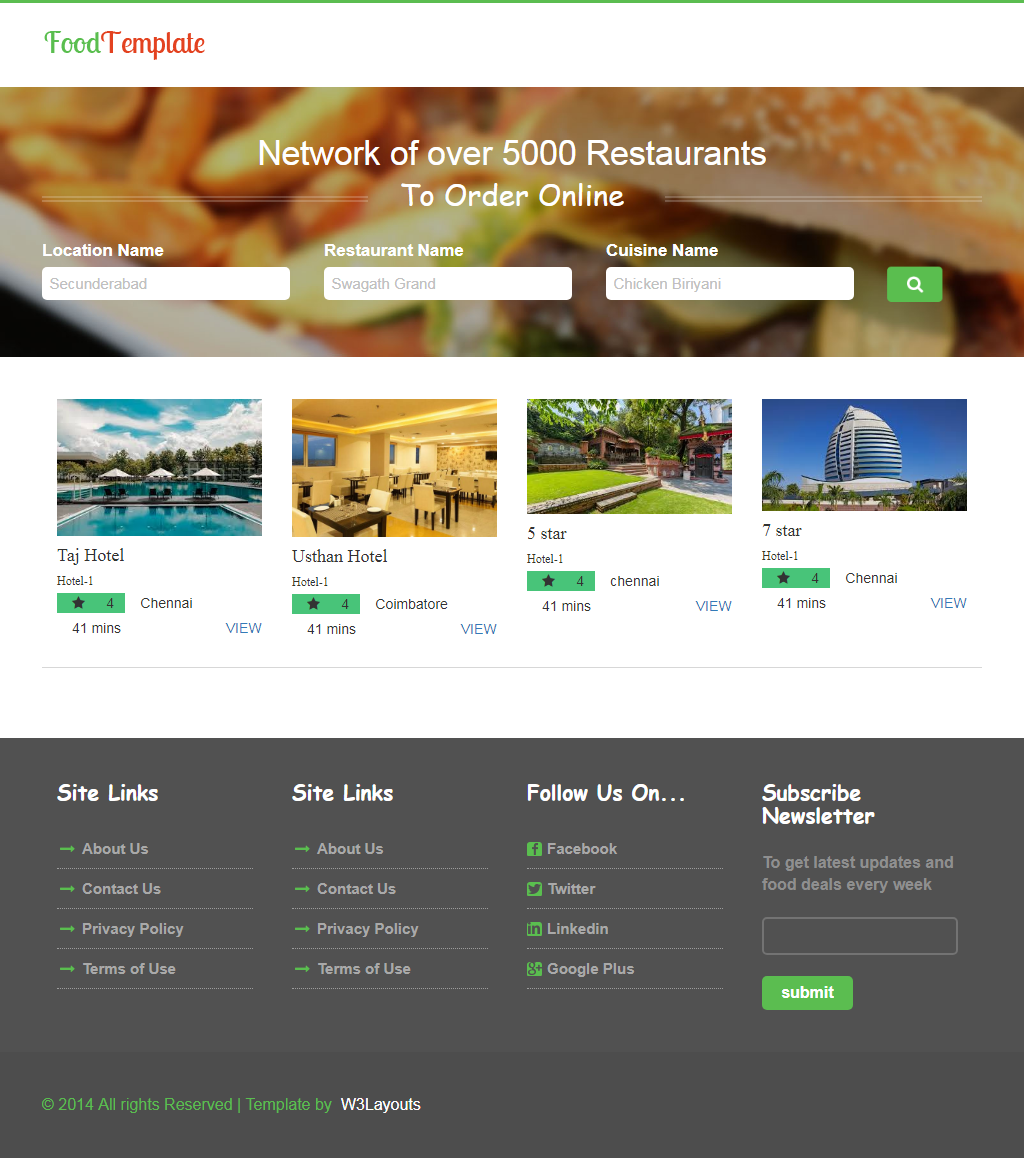 FoodTemplate
Network of over 5000 Restaurants
To Order Online
Location Name
Restaurant Name
Cuisine Name
Secunderabad
Swagath Grand
Chicken Biriyani
Taj Hotel
Hotel-1
4 Chennai
41 mins VIEW
Usthan Hotel
Hotel-1
4 Coimbatore
41 mins VIEW
5 star
Hotel-1
4 chennai
41 mins VIEW
7 star
Hotel-1
4 Chennai
41 mins VIEW
Site Links
About Us
Contact Us
Privacy Policy
Terms of Use
Site Links
About Us
Contact Us
Privacy Policy
Terms of Use
Follow Us On...
Facebook
Twitter
Linkedin
Google Plus
Subscribe
Newsletter
To get latest updates and
food deals every week
submit
© 2014 All rights Reserved | Template by W3Layouts